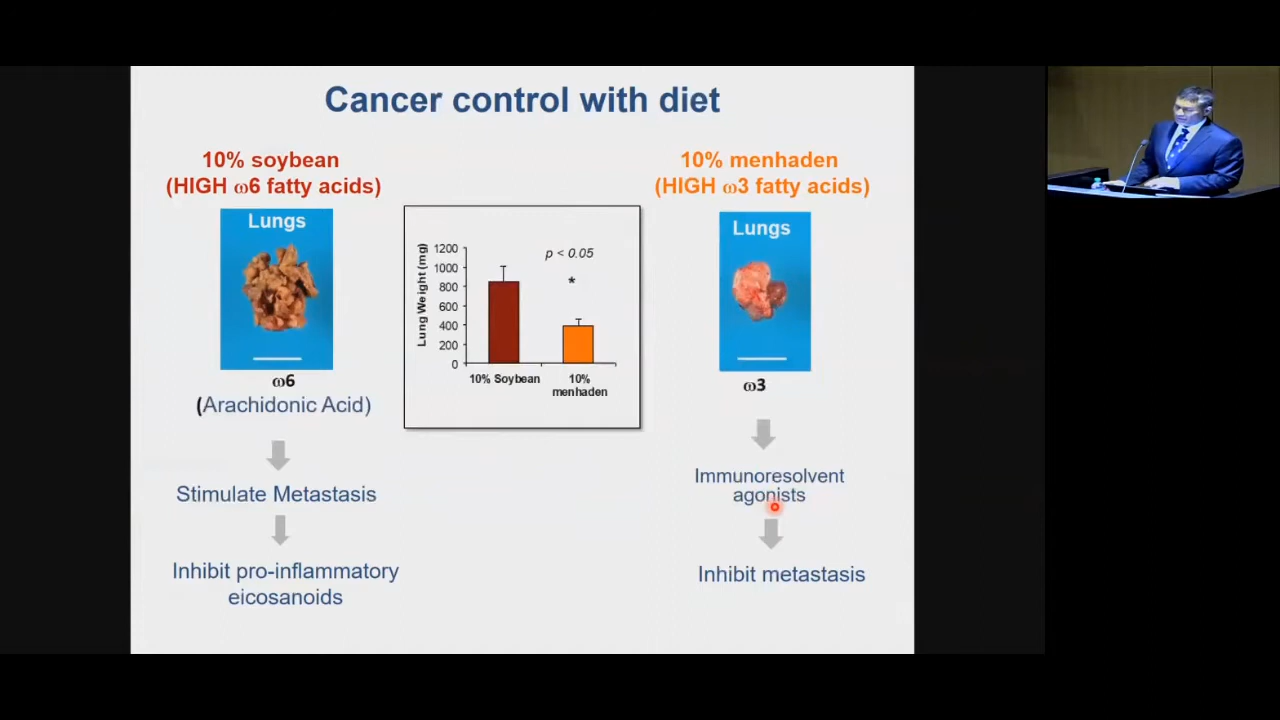 Cancer control with diet
10% soybean
(HIGH ω6 fatty acids)
Lungs
ω6
(Arachidonic Acid)
Stimulate Metastasis
Inhibit pro-inflammatory
eicosanoids
Lung Weight (mg)
1200
1000
800
600
400
200
0
p < 0.05
*
10% Soybean
10%
menhaden
10% menhaden
(HIGH ω3 fatty acids)
Lungs
ω3
Immunoresolvent
agonists
Inhibit metastasis